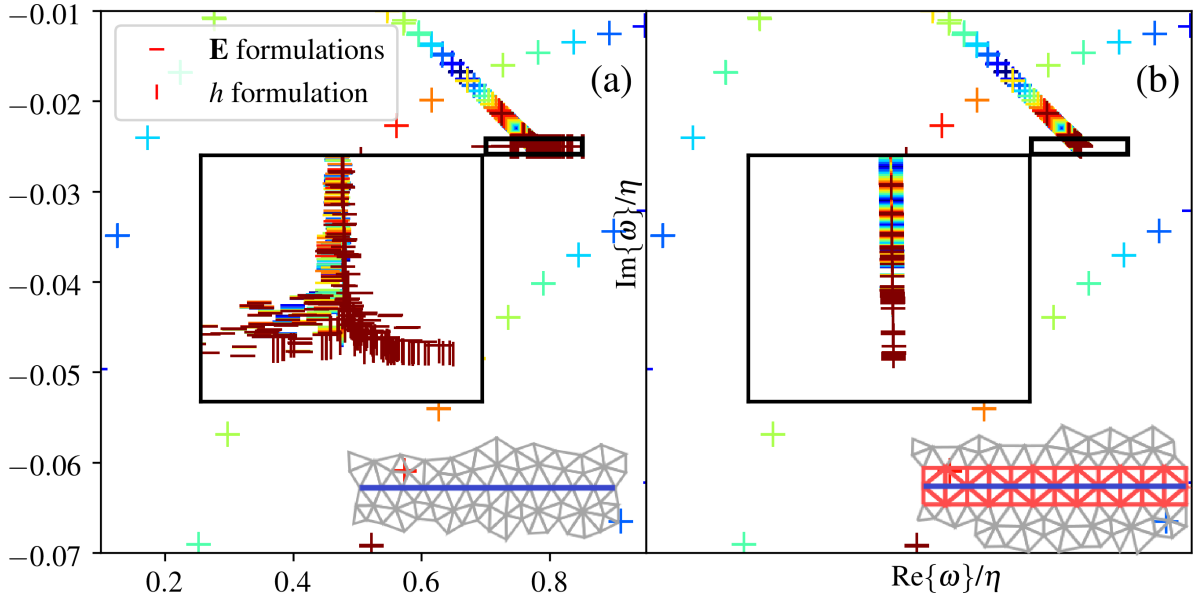 −0.01
−0.02
−0.03
−0.04
−0.05
−0.06
−0.07
E formulations
h formulation
(a)
(b)
Im{ω}/η
0.2
0.4
0.6
0.8
Re{ω}/η